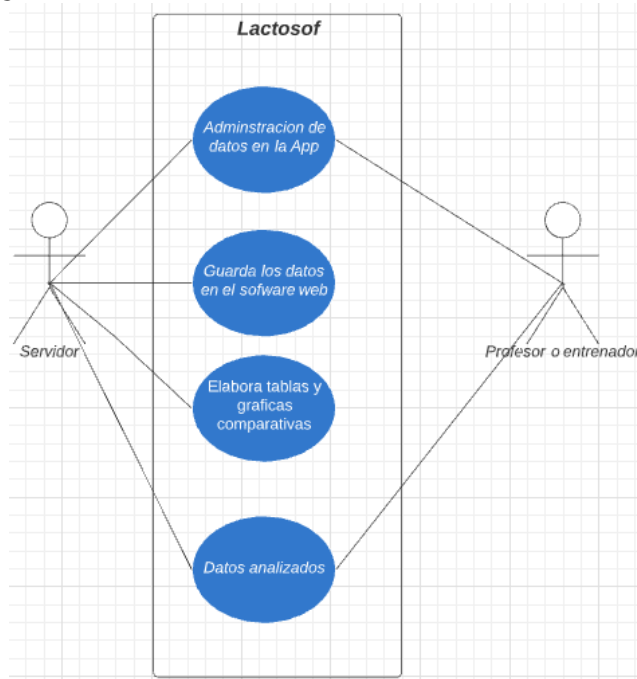 Lactosof
Adminstracion de
datos en la App
Guarda los datos
en el sofware web
Servidor
Profesor o entrenador
Elabora tablas y
graficas
comparativas
Datos analizados